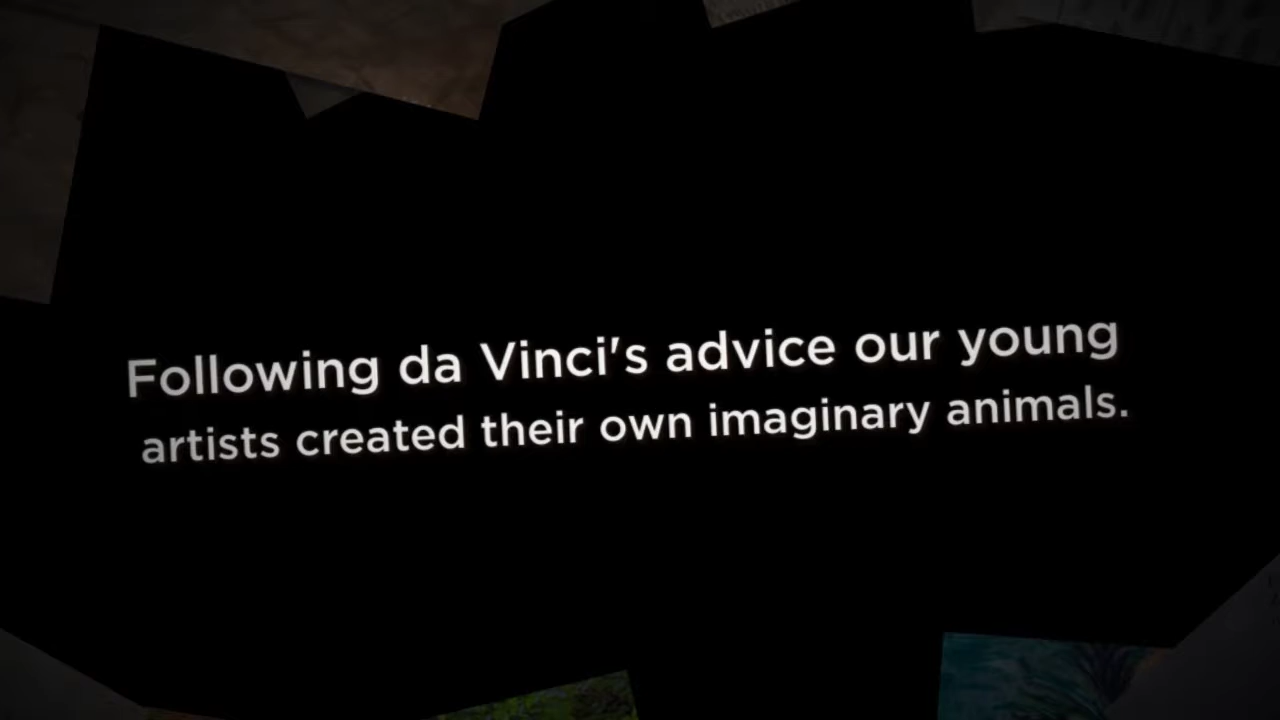 Following da Vinci's advice our young
artists created their own imaginary animals.